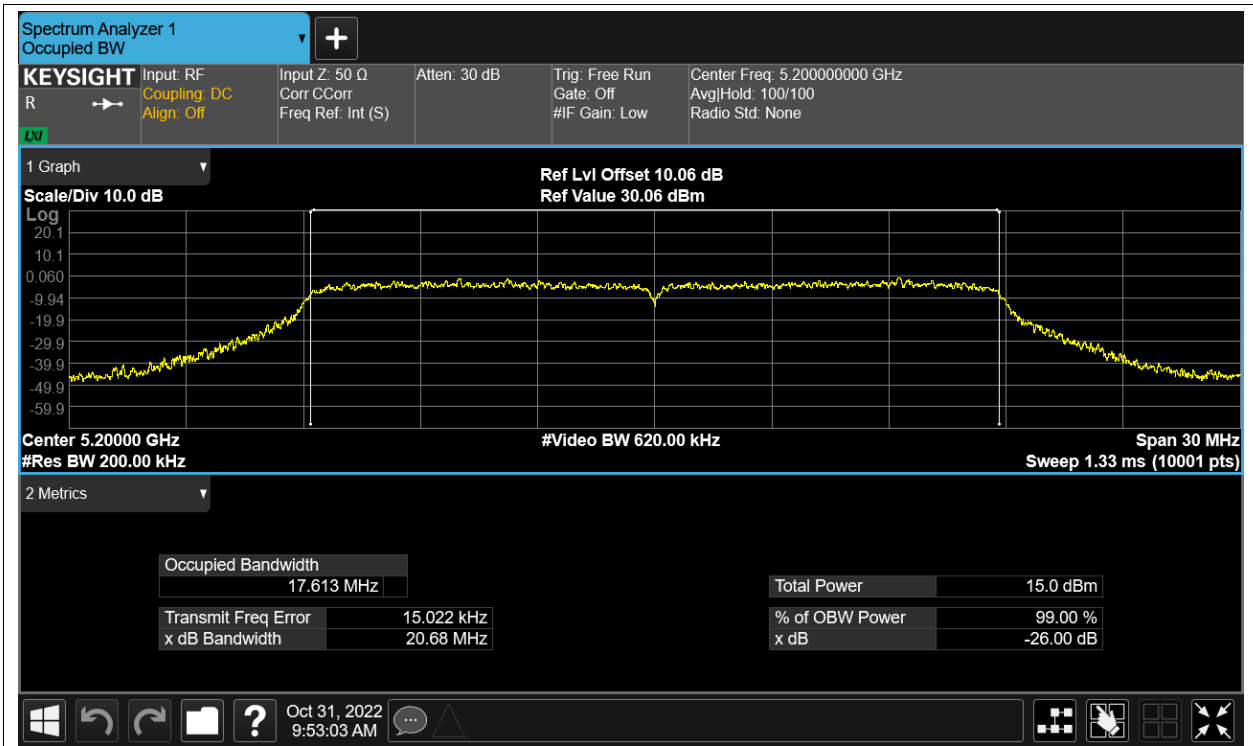 Spectrum Analyzer 1
Occupied BW
KEYSIGHT
R
LXI
Input: RF
Coupling: DC
Align: Off
Input Z: 50 Ω
Corr CCorr
Freq Ref: Int (S)
Atten: 30 dB
Trig: Free Run
Gate: Off
#IF Gain: Low
Center Freq: 5.200000000 GHz
Avg|Hold: 100/100
Radio Std: None
1 Graph
Scale/Div 10.0 dB
Ref Lvl Offset 10.06 dB
Ref Value 30.06 dBm
Log
20.1
10.1
0.060
-9.94
-19.9
-29.9
-39.9
-49.9
-59.9
Center 5.20000 GHz
#Video BW 620.00 kHz
Span 30 MHz
#Res BW 200.00 kHz
Sweep 1.33 ms (10001 pts)
2 Metrics
Occupied Bandwidth
17.613 MHz
Total Power 15.0 dBm
Transmit Freq Error 15.022 kHz
% of OBW Power 99.00 %
x dB Bandwidth 20.68 MHz
x dB -26.00 dB
?
Oct 31, 2022
9:53:03 AM